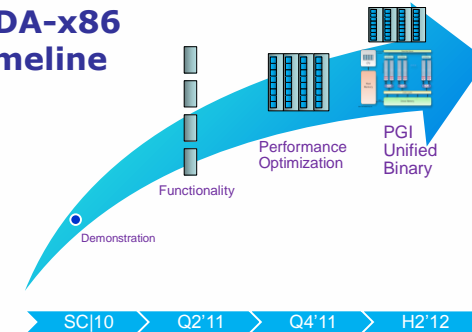 DA-x86
meline
PGI
Unified
Binary
Performance
Optimization
Functionality
Demonstration
SC|10
Q2'11
Q4'11
H2'12